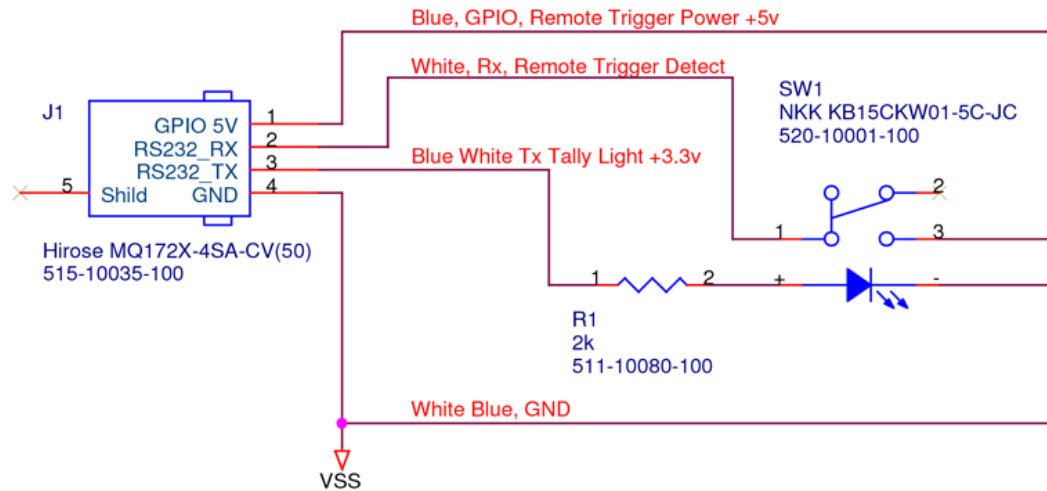 Blue, GPIO, Remote Trigger Power +5v
White, Rx, Remote Trigger Detect
SW1
NKK KB15CKW01-5C-JC
520-10001-100
J1
GPIO 5V 1
RS232_RX 2
Blue White Tx Tally Light +3.3v
RS232_TX 3
5 Shild GND 4
2
1 3
Hirose MQ172X-4SA-CV(50)
515-10035-100
1 2 + -
R1
2k
511-10080-100
White Blue, GND
VSS